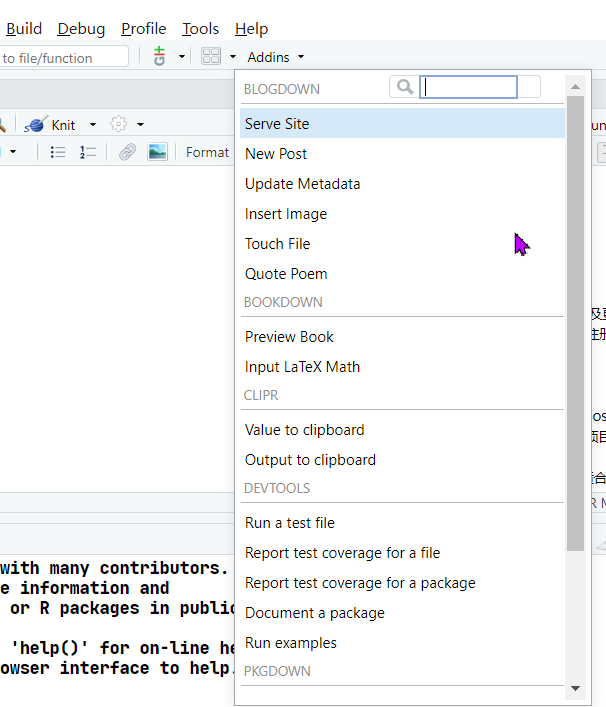 Build Debug Profile Tools Help
to file/function Addins
BLOGDOWN
Serve Site
Knit
New Post
Format
Update Metadata
Insert Image
Touch File
Quote Poem
BOOKDOWN
Preview Book
Input LaTeX Math
CLIPR
Value to clipboard
Output to clipboard
DEVTOOLS
Run a test file
Report test coverage for a file
Report test coverage for a package
Document a package
Run examples
PKGDOWN
with many contributors.
e information and
or R packages in public
'help()' for on-line he
owser interface to help.